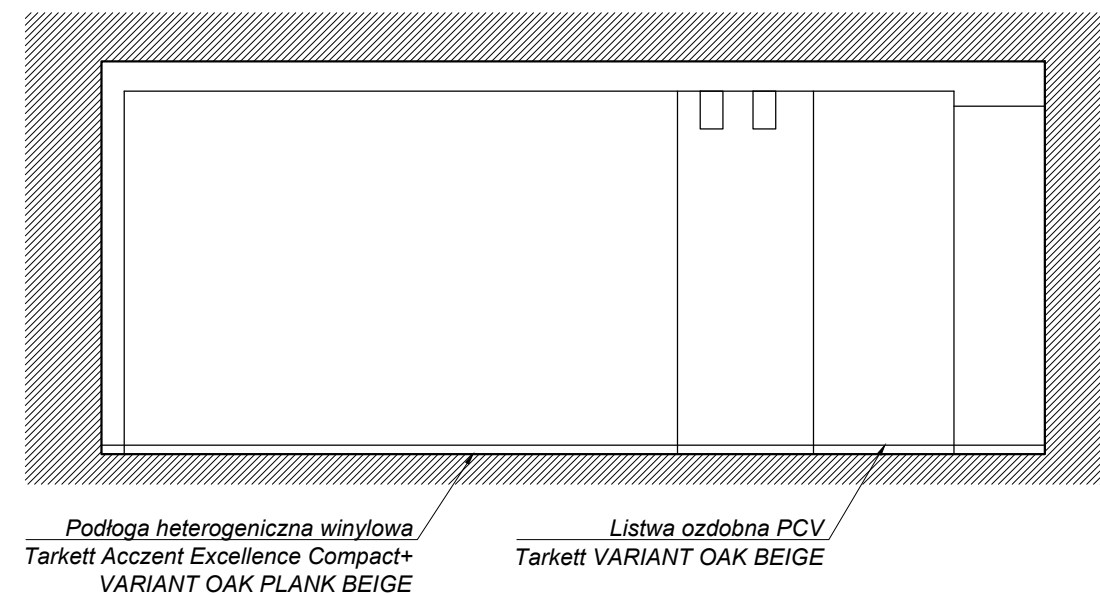 Podłoga heterogeniczna winylowa
Tarkett Acczent Excellence Compact+
VARIANT OAK PLANK BEIGE
Listwa ozdobna PCV
Tarkett VARIANT OAK BEIGE